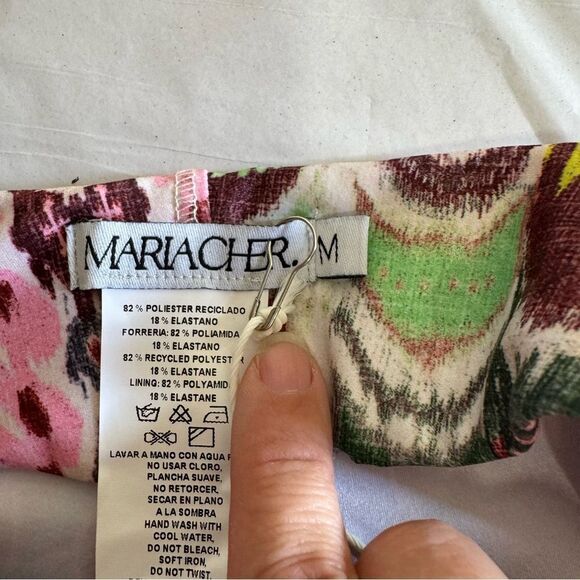 MARIACHER. M
82 % POLIESTER RECICLADO
18 % ELASTANO
FORRERIA: 82 % POLIAMIDA
18 % ELASTANO
82 % RECYCLED POLYESTE
18 % ELASTANE
LINING: 82 % POLYAMID
18 % ELASTANE
LAVAR A MANO CON AGUA F
NO USAR CLORO,
PLANCHA SUAVE,
NO RETORCER,
SECAR EN PLANO
A LA SOMBRA
HAND WASH WITH
COOL WATER,
DO NOT BLEACH,
SOFT IRON,
DO NOT TWIST,